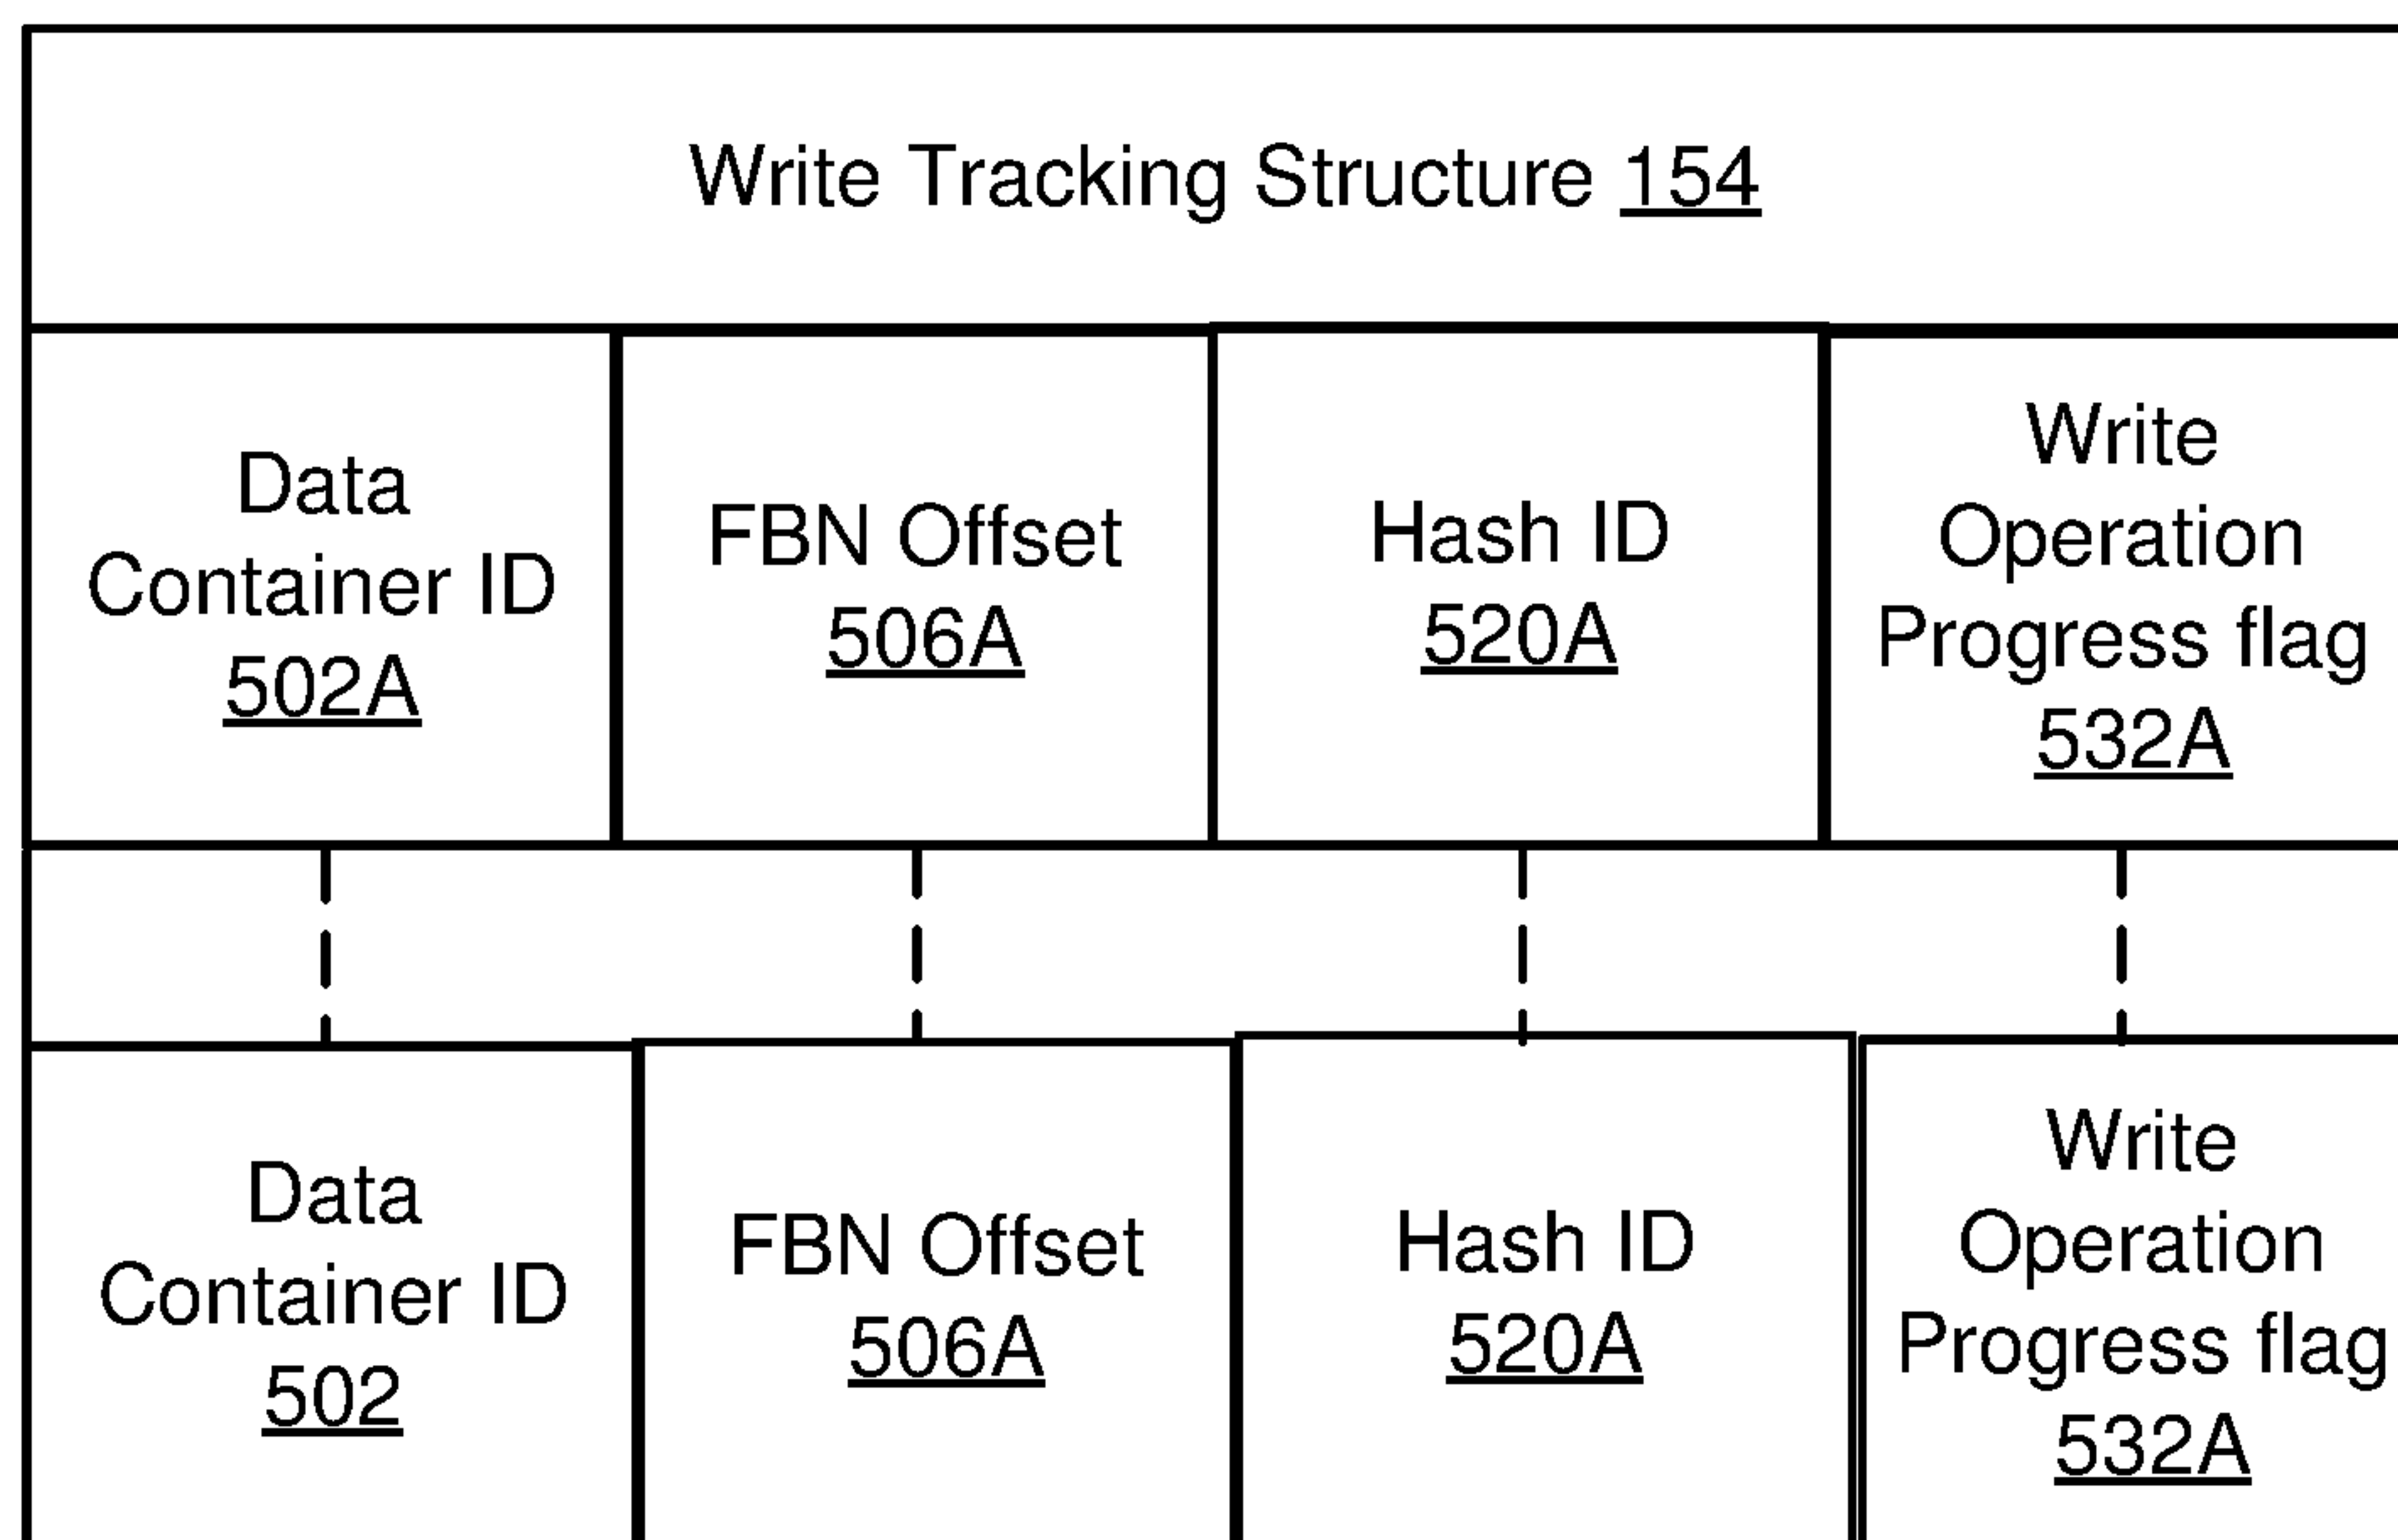 Write Tracking Structure 154
Data
Container ID
502A
FBN Offset
506A
Hash ID
520A
Write
Operation
Progress flag
532A
Data
Container ID
502
FBN Offset
506A
Hash ID
520A
Write
Operation
Progress flag
532A